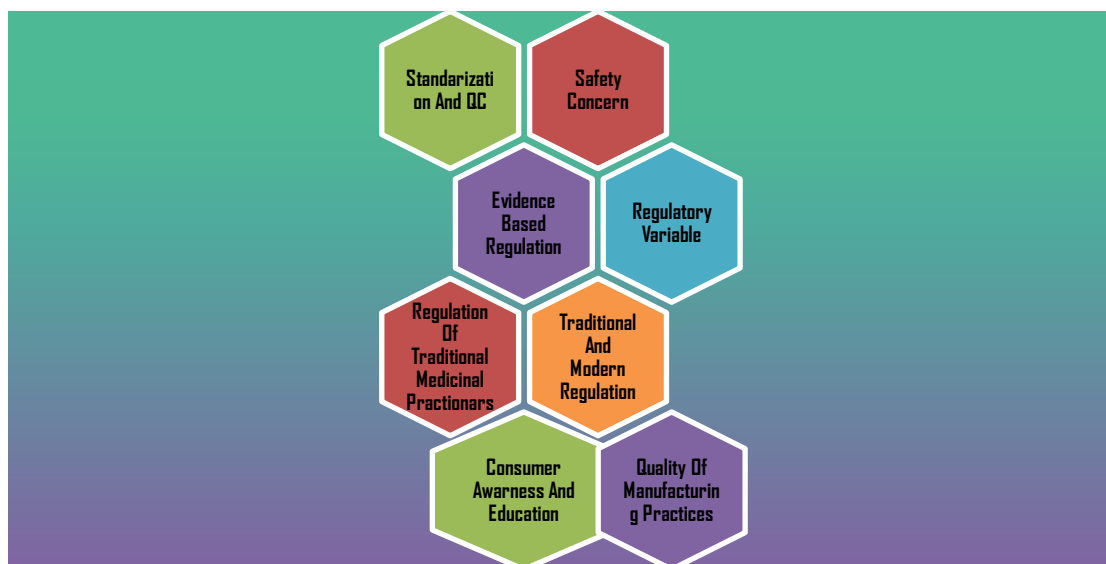 Standarizati
on And QC
Safety
Concern
Evidence
Based
Regulation
Regulatory
Variable
Regulation
Of
Traditional
Medicinal
Practionars
Traditional
And
Modern
Regulation
Consumer
Awarness And
Education
Quality Of
Manufacturin
g Practices